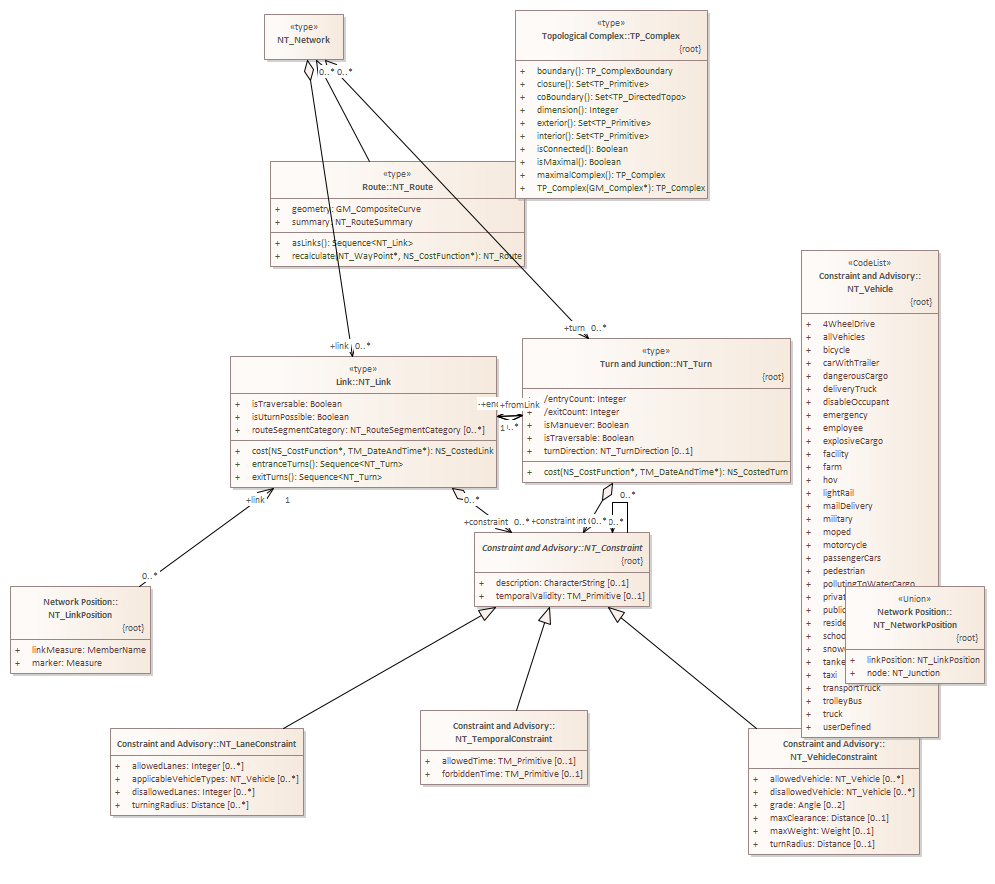 «type»
NT_Network
0..* 0..*
«type»
Topological Complex::TP_Complex
{root}
+ boundary(): TP_ComplexBoundary
+ closure(): Set<TP_Primitive>
+ coBoundary(): Set<TP_DirectedTopo>
+ dimension(): Integer
+ exterior(): Set<TP_Primitive>
+ interior(): Set<TP_Primitive>
+ isConnected(): Boolean
+ isMaximal(): Boolean
+ maximalComplex(): TP_Complex
+ TP_Complex(GM_Complex*): TP_Complex
«type»
Route::NT_Route
+ geometry: GM_CompositeCurve
+ summary: NT_RouteSummary
+ asLinks(): Sequence<NT_Link>
+ recalculate(NT_WayPoint*, NS_CostFunction*): NT_Route
«CodeList»
Constraint and Advisory::
NT_Vehicle
{root}
+ 4WheelDrive
+ allVehicles
+ bicycle
+ carWithTrailer
+ dangerousCargo
+ deliveryTruck
+ disableOccupant
+ emergency
+ employee
+ explosiveCargo
+ facility
+ farm
+ hov
+ lightRail
+ mailDelivery
+ military
+ moped
+ motorcycle
+ passengerCars
+ pedestrian
+ pollutingToWaterCargo
+ privat
+ public
+ reside
+ schoo
+ snow
+ tanke
+ taxi
+ transportTruck
+ trolleyBus
+ truck
+ userDefined
+turn 0..*
+link 0..*
«type»
Link::NT_Link
+ isTraversable: Boolean
+ isUturnPossible: Boolean
+ routeSegmentCategory: NT_RouteSegmentCategory [0..*]
+ cost(NS_CostFunction*, TM_DateAndTime*): NS_CostedLink
+ entranceTurns(): Sequence<NT_Turn>
+ exitTurns(): Sequence<NT_Turn>
«type»
Turn and Junction::NT_Turn
{root}
+ /entryCount: Integer
+ /exitCount: Integer
+ isManuever: Boolean
+ isTraversable: Boolean
+ turnDirection: NT_TurnDirection [0..1]
+ cost(NS_CostFunction*, TM_DateAndTime*): NS_CostedTurn
+fromLink
+link 1
0..*
0..*
0..*
+constraint 0..* +constraint
0..*
Constraint and Advisory::NT_Constraint
{root}
+ description: CharacterString [0..1]
+ temporalValidity: TM_Primitive [0..1]
0..*
Network Position::
NT_LinkPosition
{root}
+ linkMeasure: MemberName
+ marker: Measure
«Union»
Network Position::
NT_NetworkPosition
{root}
+ linkPosition: NT_LinkPosition
+ node: NT_Junction
Constraint and Advisory::NT_LaneConstraint
+ allowedLanes: Integer [0..*]
+ applicableVehicleTypes: NT_Vehicle [0..*]
+ disallowedLanes: Integer [0..*]
+ turningRadius: Distance [0..*]
Constraint and Advisory::
NT_TemporalConstraint
+ allowedTime: TM_Primitive [0..1]
+ forbiddenTime: TM_Primitive [0..1]
Constraint and Advisory::
NT_VehicleConstraint
+ allowedVehicle: NT_Vehicle [0..*]
+ disallowedVehicle: NT_Vehicle [0..*]
+ grade: Angle [0..2]
+ maxClearance: Distance [0..1]
+ maxWeight: Weight [0..1]
+ turnRadius: Distance [0..1]